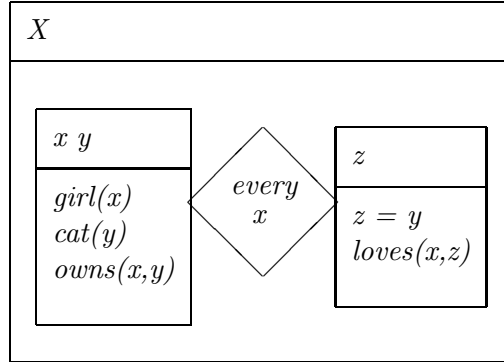 X
x y
girl(x)
cat(y)
owns(x,y)
every
x
z
z = y
loves(x,z)